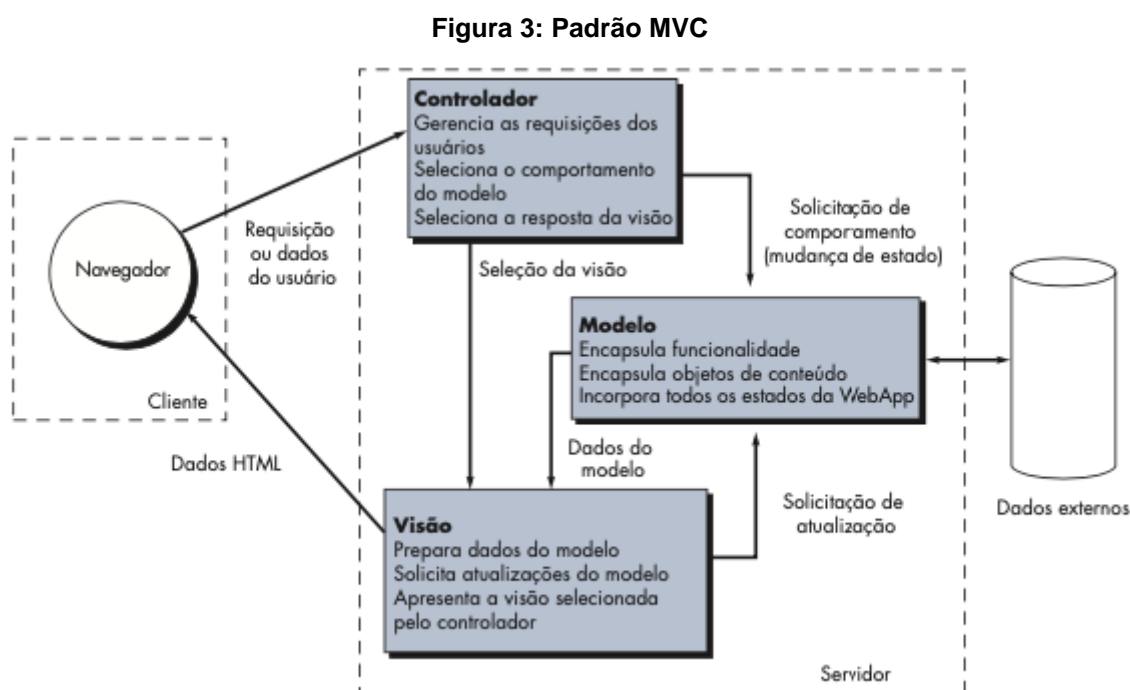 Figura 3: Padrão MVC
Controlador
Gerencia as requisições dos
usuários
Seleciona o comportamento
do modelo
Seleciona a resposta da visão
Requisição
ou dados
do usuário
Navegador
Cliente
Seleção da visão
Solicitação de
comporamento
(mudança de estado)
Modelo
Encapsula funcionalidade
Encapsula objetos de conteúdo
Incorpora todos os estados da WebApp
Dados HTML
Dados do
modelo
Solicitação de
atualização
Dados externos
Visão
Prepara dados do modelo
Solicita atualizações do modelo
Apresenta a visão selecionada
pelo controlador
Servidor